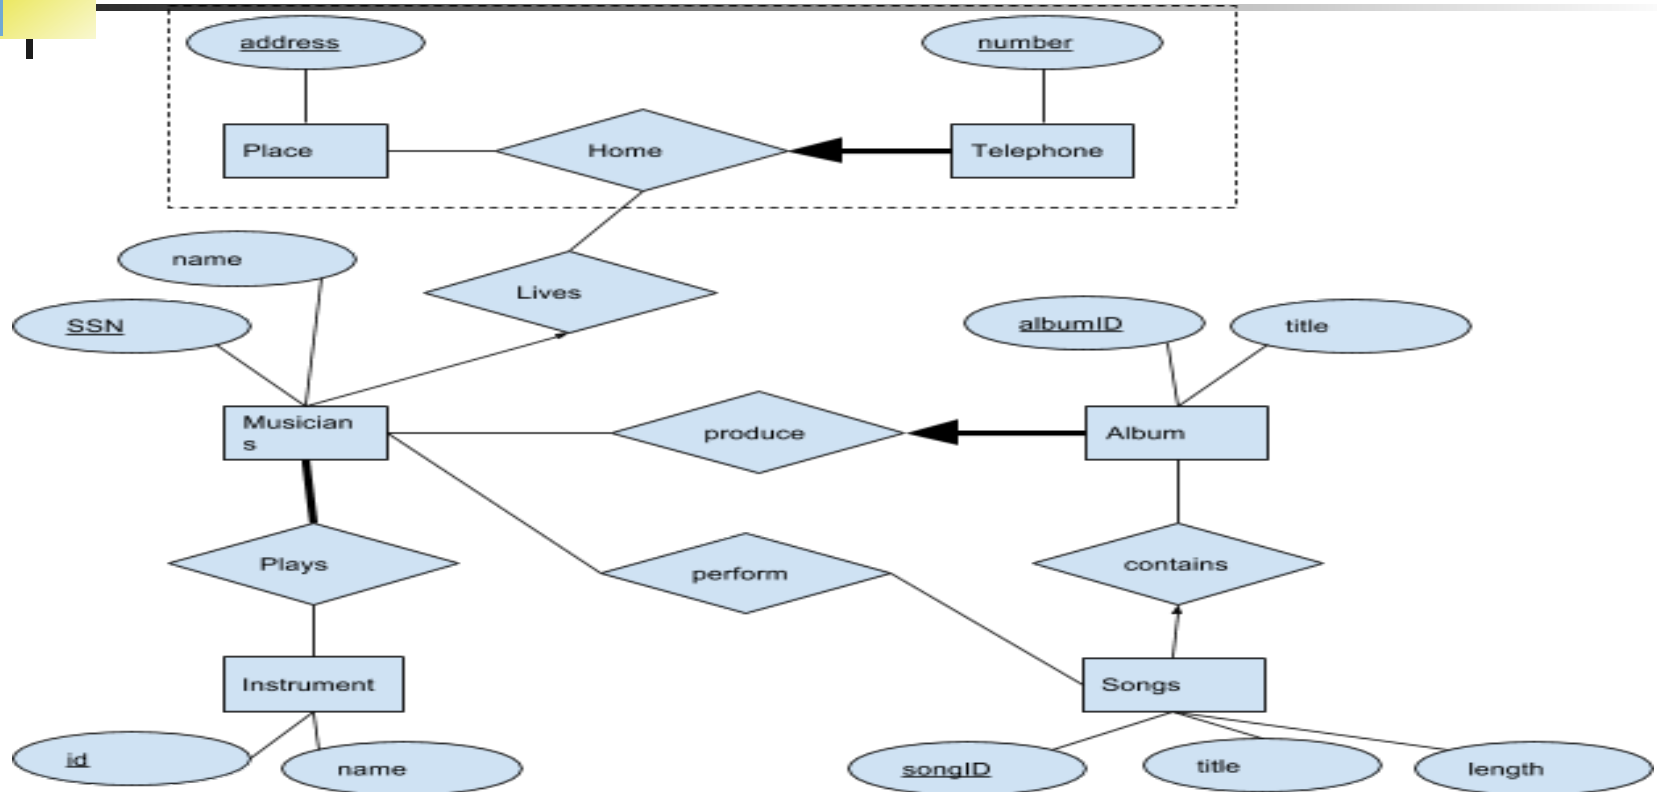 address
number
Place
Home
Telephone
name
Lives
SSN
albumID
title
Musician
s
produce
Album
Plays
perform
contains
Instrument
Songs
id
name
songID
title
length